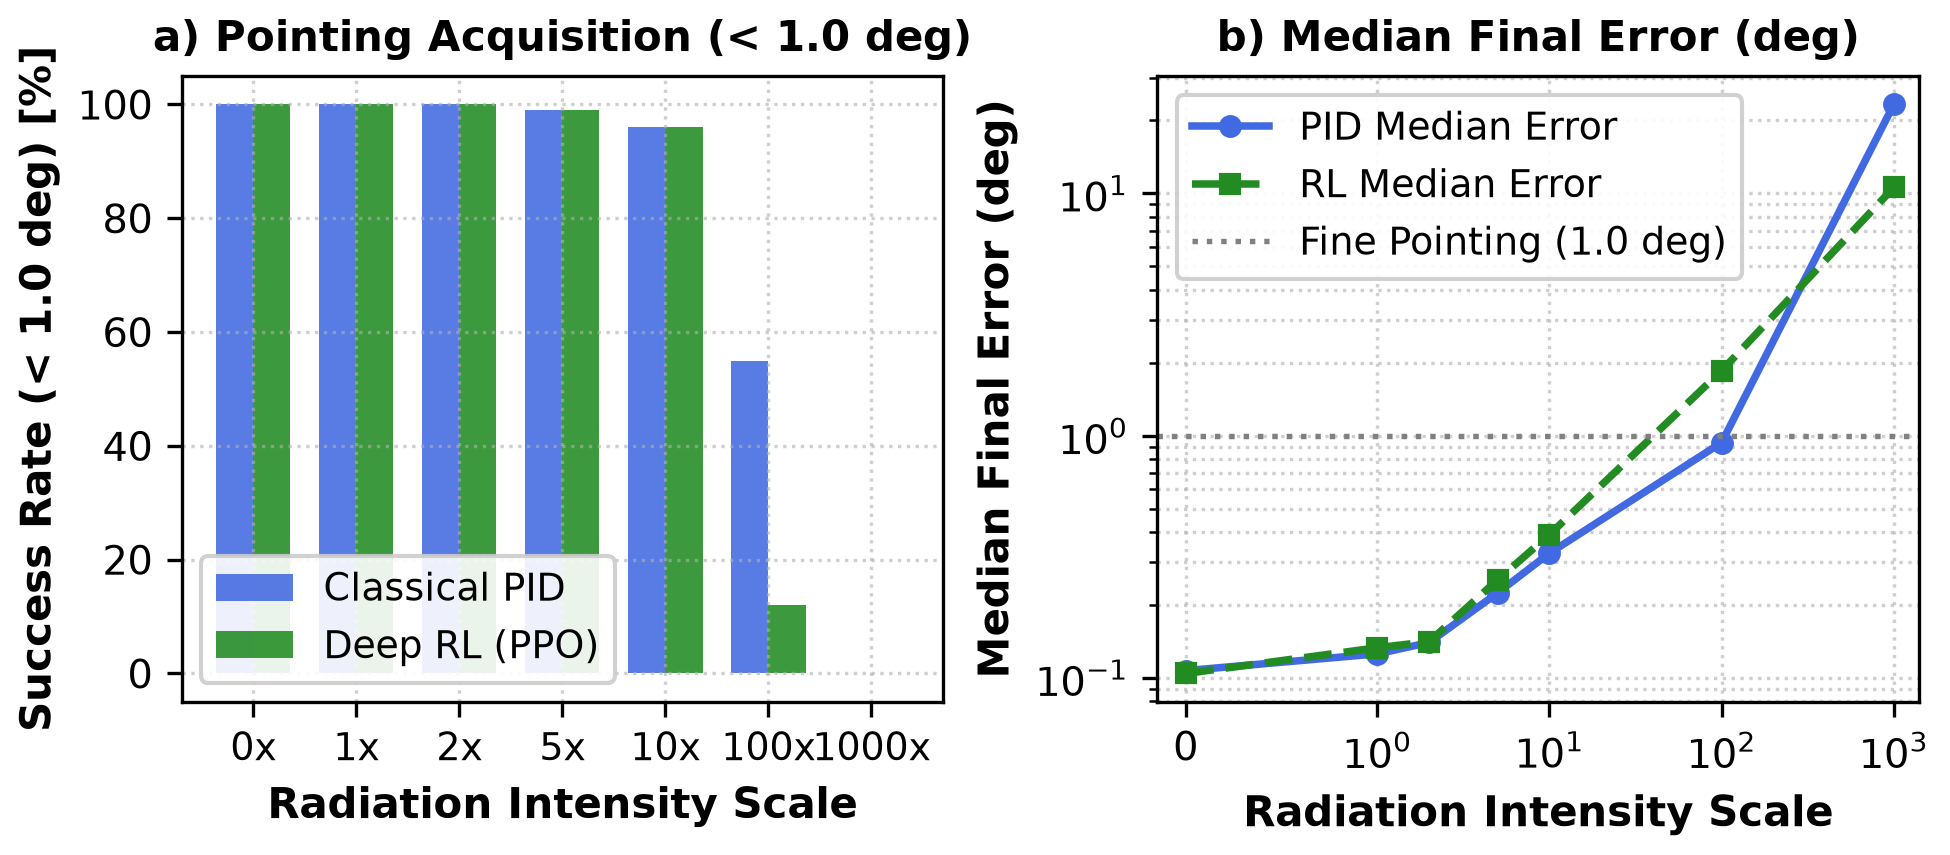 a) Pointing Acquisition (< 1.0 deg)
Success Rate (< 1.0 deg) [%]
100
80
60
40
20
0
Classical PID
Deep RL (PPO)
0x 1x 2x 5x 10x 100x 1000x
Radiation Intensity Scale
b) Median Final Error (deg)
Median Final Error (deg)
10¹
10⁰
10⁻¹
PID Median Error
RL Median Error
Fine Pointing (1.0 deg)
0 10⁰ 10¹ 10² 10³
Radiation Intensity Scale